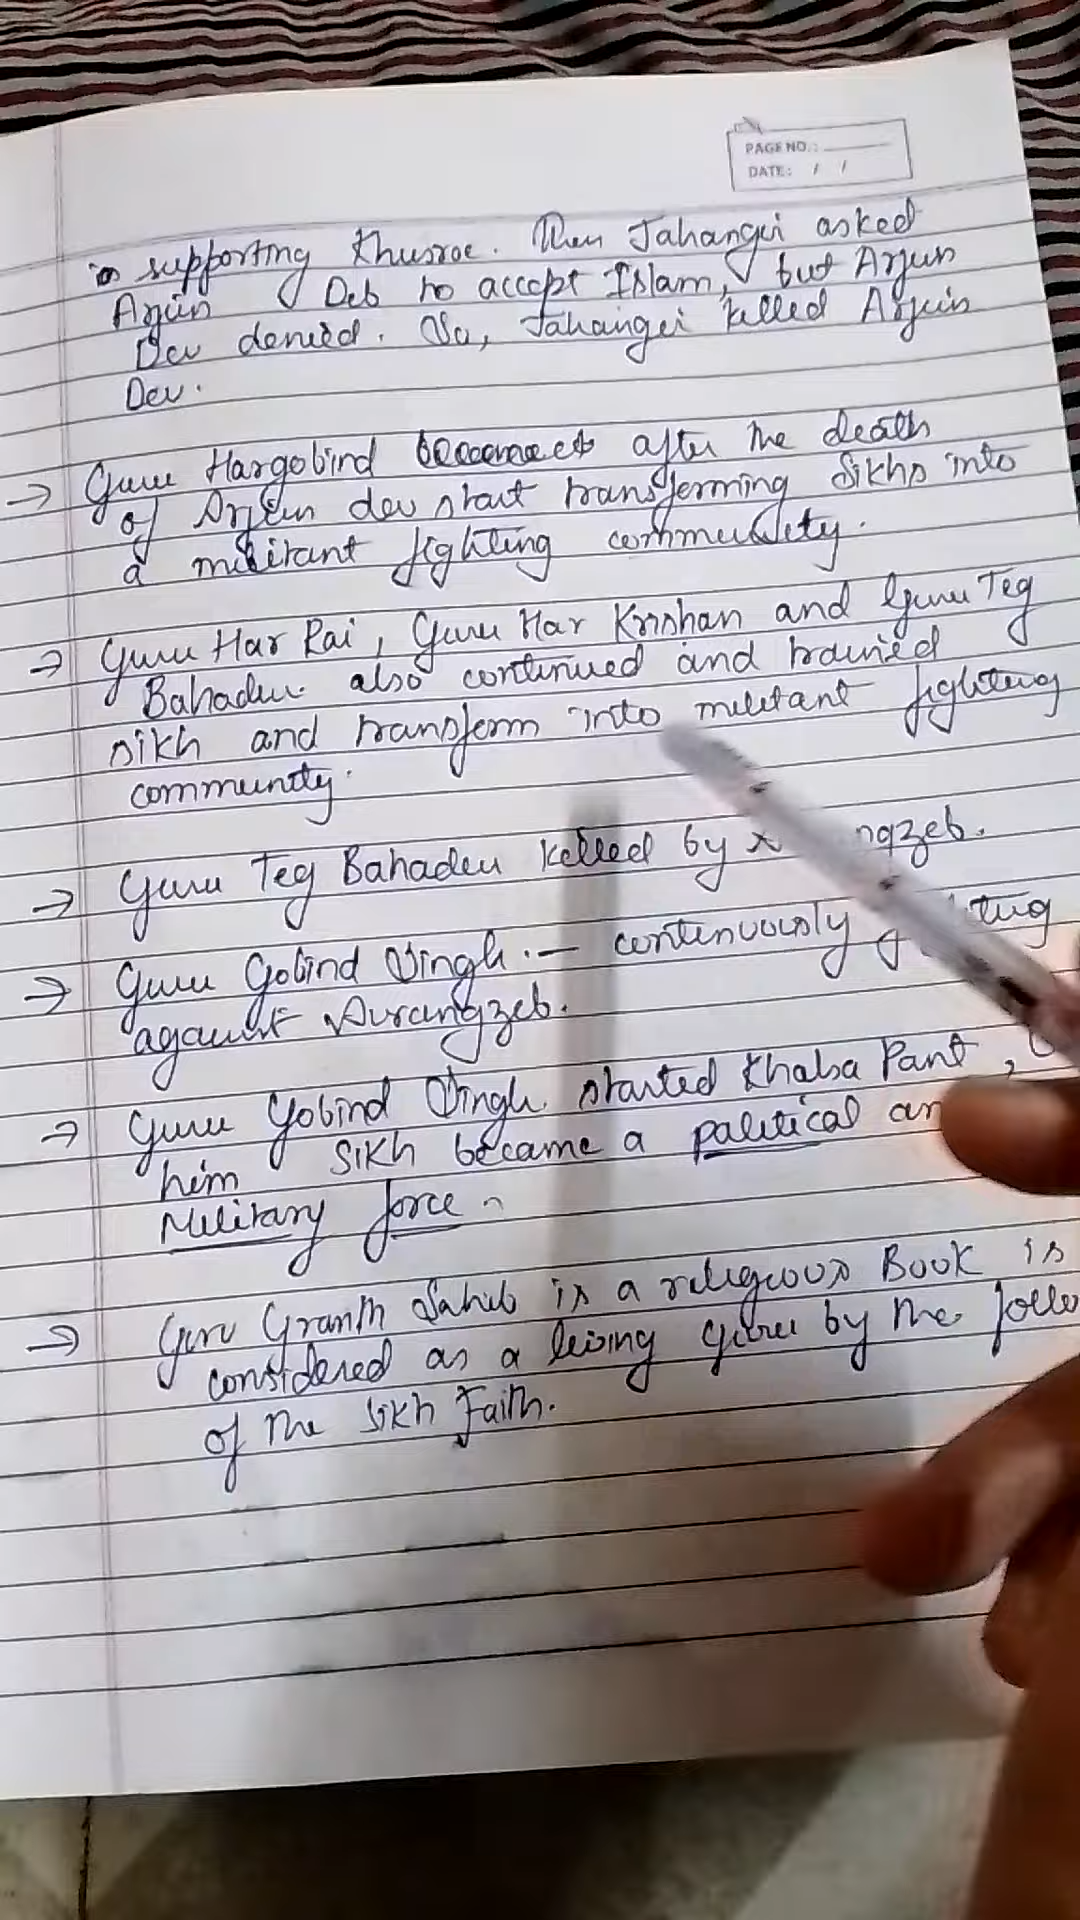 PAGE NO.:
DATE: / /
supporting Khusroe. Then Jahangir asked
Arjun Deb to accept Islam, but Arjun
Dev denied. So, Jahangir killed Arjun
Dev.
→ Guru Hargobind after the death
of Arjun dev start transforming Sikhs into
a militant fighting community.
→ Guru Har Rai, Guru Har Krishan and Guru Teg
Bahadur also continued and trained
sikh and transform into militant fighting
community.
→ Guru Teg Bahadur killed by ngzeb.
→ Guru Gobind Singh :- continuously
against Aurangzeb.
→ Guru Gobind Singh started Khalsa Pant,
him Sikh became a political
Military force
→ Guru Granth Sahib is a religious Book is
considered as a living guru by the
of the Sikh Faith.